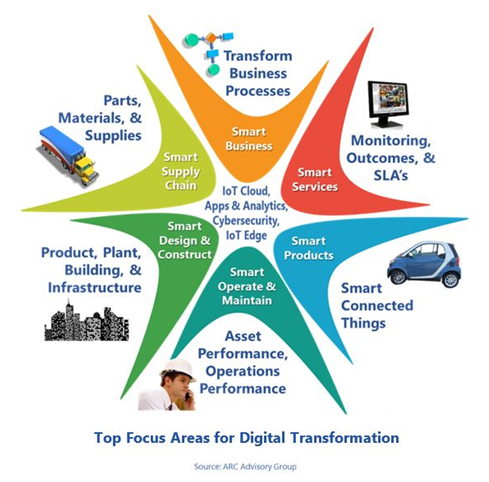 Transform
Business
Processes
Smart
Business
Parts,
Materials, &
Supplies
Smart
Supply
Chain
Monitoring,
Outcomes, &
SLA's
Smart
Services
IoT Cloud,
Apps & Analytics,
Cybersecurity,
IoT Edge
Smart
Design &
Construct
Product, Plant,
Building, &
Infrastructure
Smart
Products
Smart
Connected
Things
Smart
Operate &
Maintain
Asset
Performance,
Operations
Performance
Top Focus Areas for Digital Transformation
Source: ARC Advisory Group